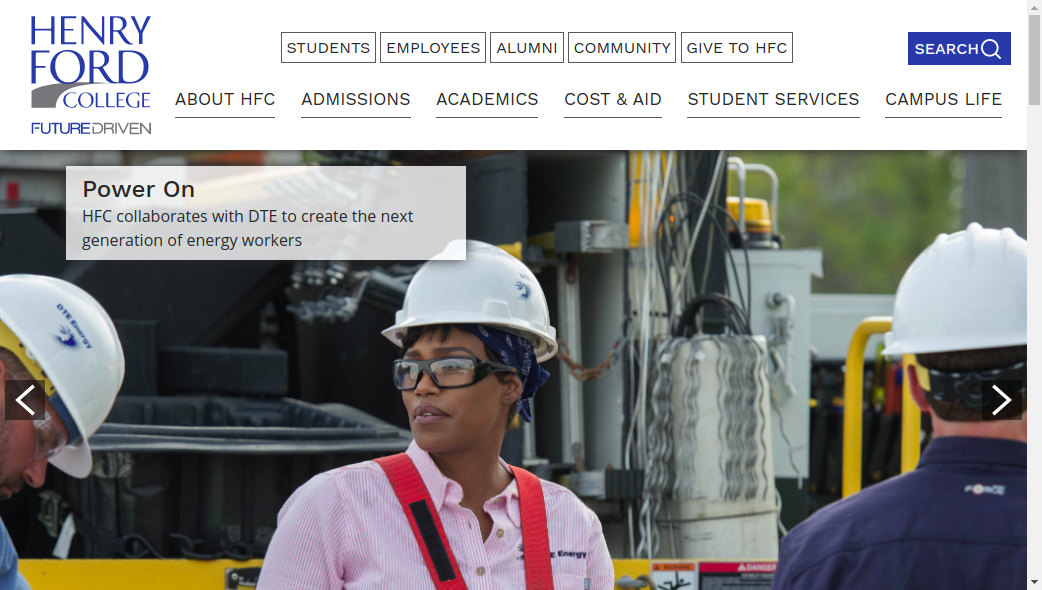 HENRY
FORD
COLLEGE
FUTUREDRIVEN
STUDENTS
EMPLOYEES
ALUMNI
COMMUNITY
GIVE TO HFC
SEARCH
ABOUT HFC
ADMISSIONS
ACADEMICS
COST & AID
STUDENT SERVICES
CAMPUS LIFE
Power On
HFC collaborates with DTE to create the next
generation of energy workers
DTE Energy
E Energy
FORCE
DANGER